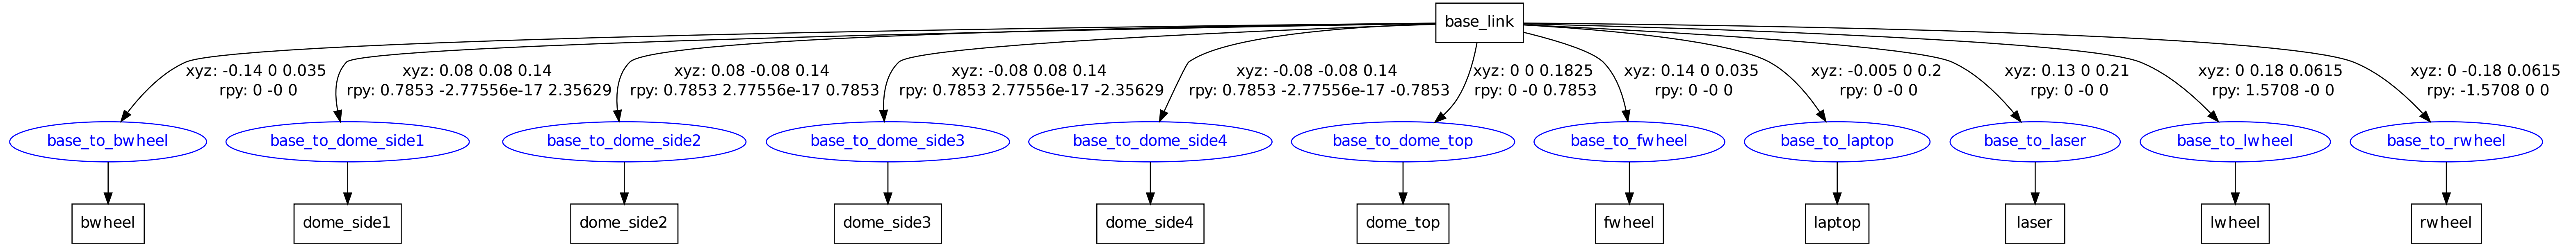 base_link
xyz: -0.14 0 0.035
rpy: 0 -0 0
xyz: 0.08 0.08 0.14
rpy: 0.7853 -2.77556e-17 2.35629
xyz: 0.08 -0.08 0.14
rpy: 0.7853 2.77556e-17 0.7853
xyz: -0.08 0.08 0.14
rpy: 0.7853 2.77556e-17 -2.35629
xyz: -0.08 -0.08 0.14
rpy: 0.7853 -2.77556e-17 -0.7853
xyz: 0 0 0.1825
rpy: 0 -0 0.7853
xyz: 0.14 0 0.035
rpy: 0 -0 0
xyz: -0.005 0 0.2
rpy: 0 -0 0
xyz: 0.13 0 0.21
rpy: 0 -0 0
xyz: 0 0.18 0.0615
rpy: 1.5708 -0 0
xyz: 0 -0.18 0.0615
rpy: -1.5708 0 0
base_to_bwheel
base_to_dome_side1
base_to_dome_side2
base_to_dome_side3
base_to_dome_side4
base_to_dome_top
base_to_fwheel
base_to_laptop
base_to_laser
base_to_lwheel
base_to_rwheel
bwheel
dome_side1
dome_side2
dome_side3
dome_side4
dome_top
fwheel
laptop
laser
lwheel
rwheel